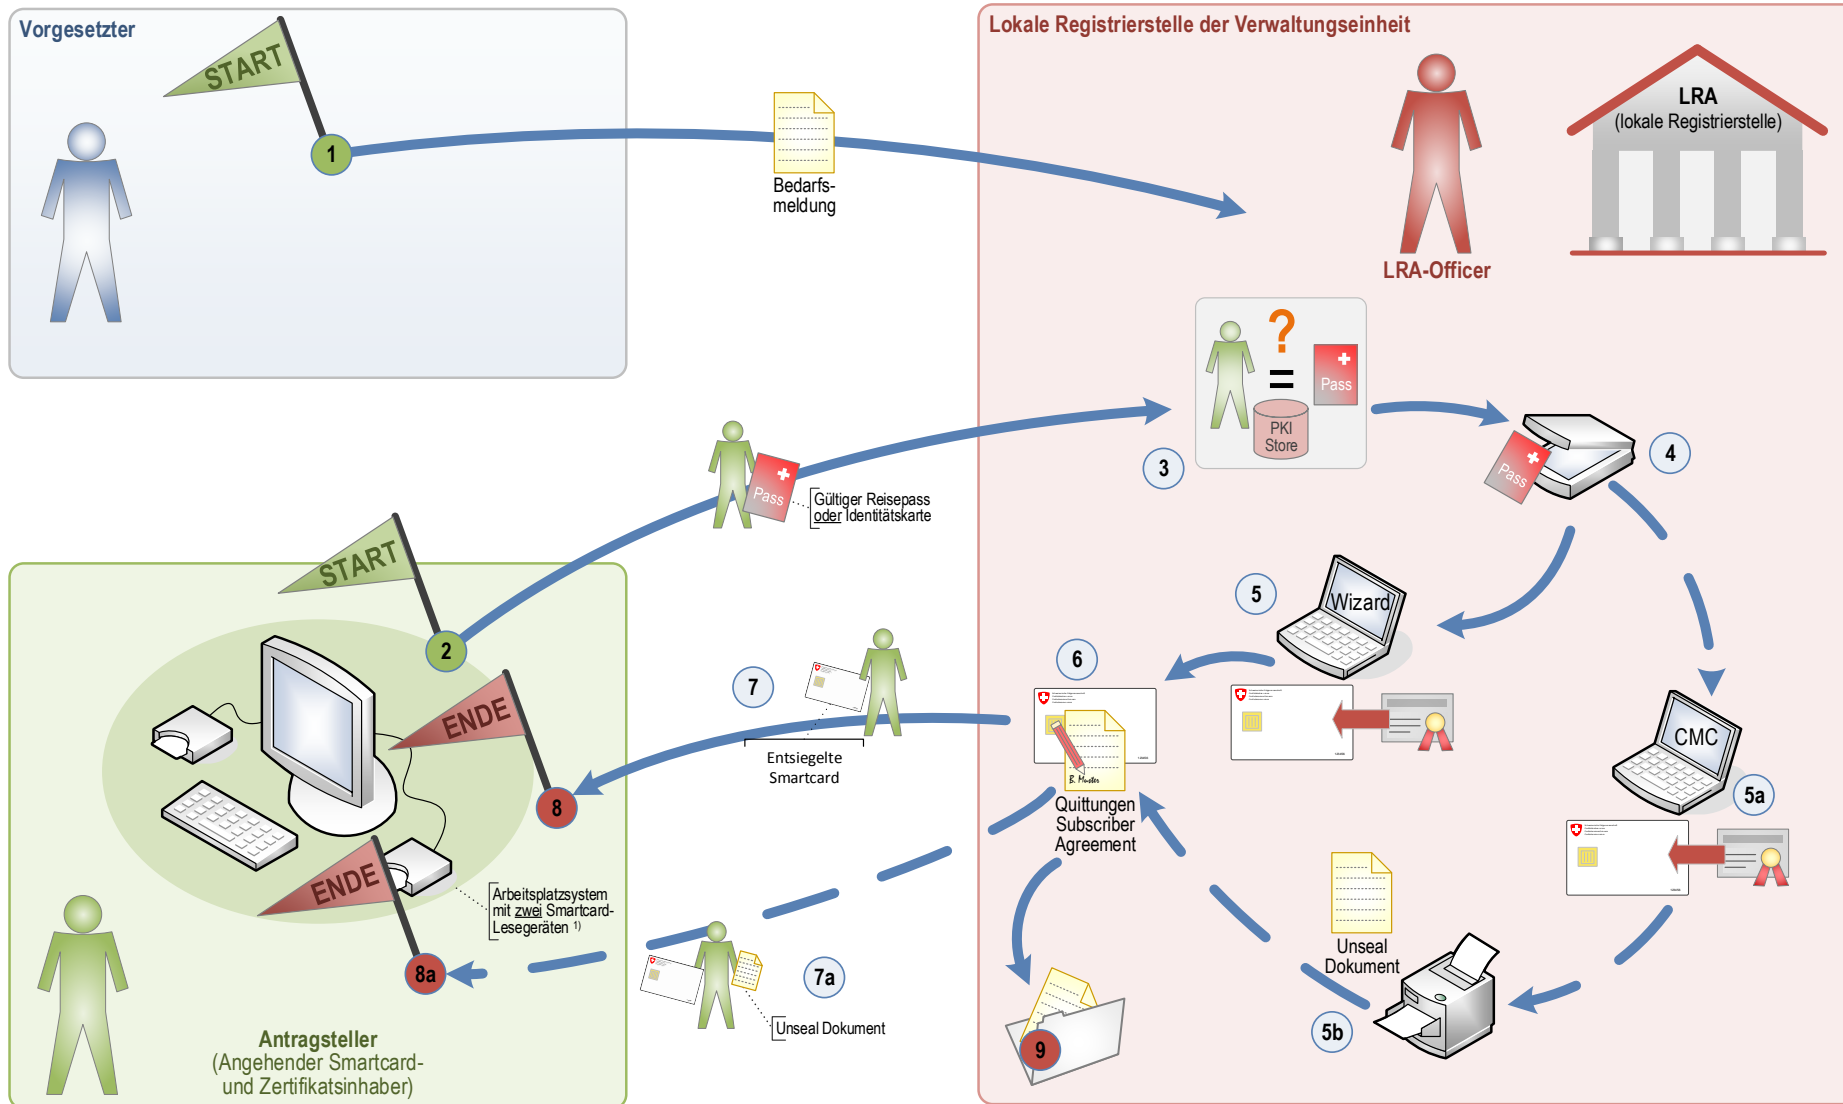 Vorgesetzter
START
1
Bedarfs-
meldung
Lokale Registrierstelle der Verwaltungseinheit
LRA
(lokale Registrierstelle)
LRA-Officer
Pass
PKI
Store
3
Pass
4
Pass
Gültiger Reisepass
oder Identitätskarte
START
2
5
Wizard
6
7
Entsiegelte
Smartcard
ENDE
8
B. Muster
Quittungen
Subscriber
Agreement
CMC
5a
ENDE
8a
Arbeitsplatzsystem
mit zwei Smartcard-
Lesegeräten 1)
7a
Unseal Dokument
Unseal
Dokument
5b
9
Antragsteller
(Angehender Smartcard-
und Zertifikatsinhaber)